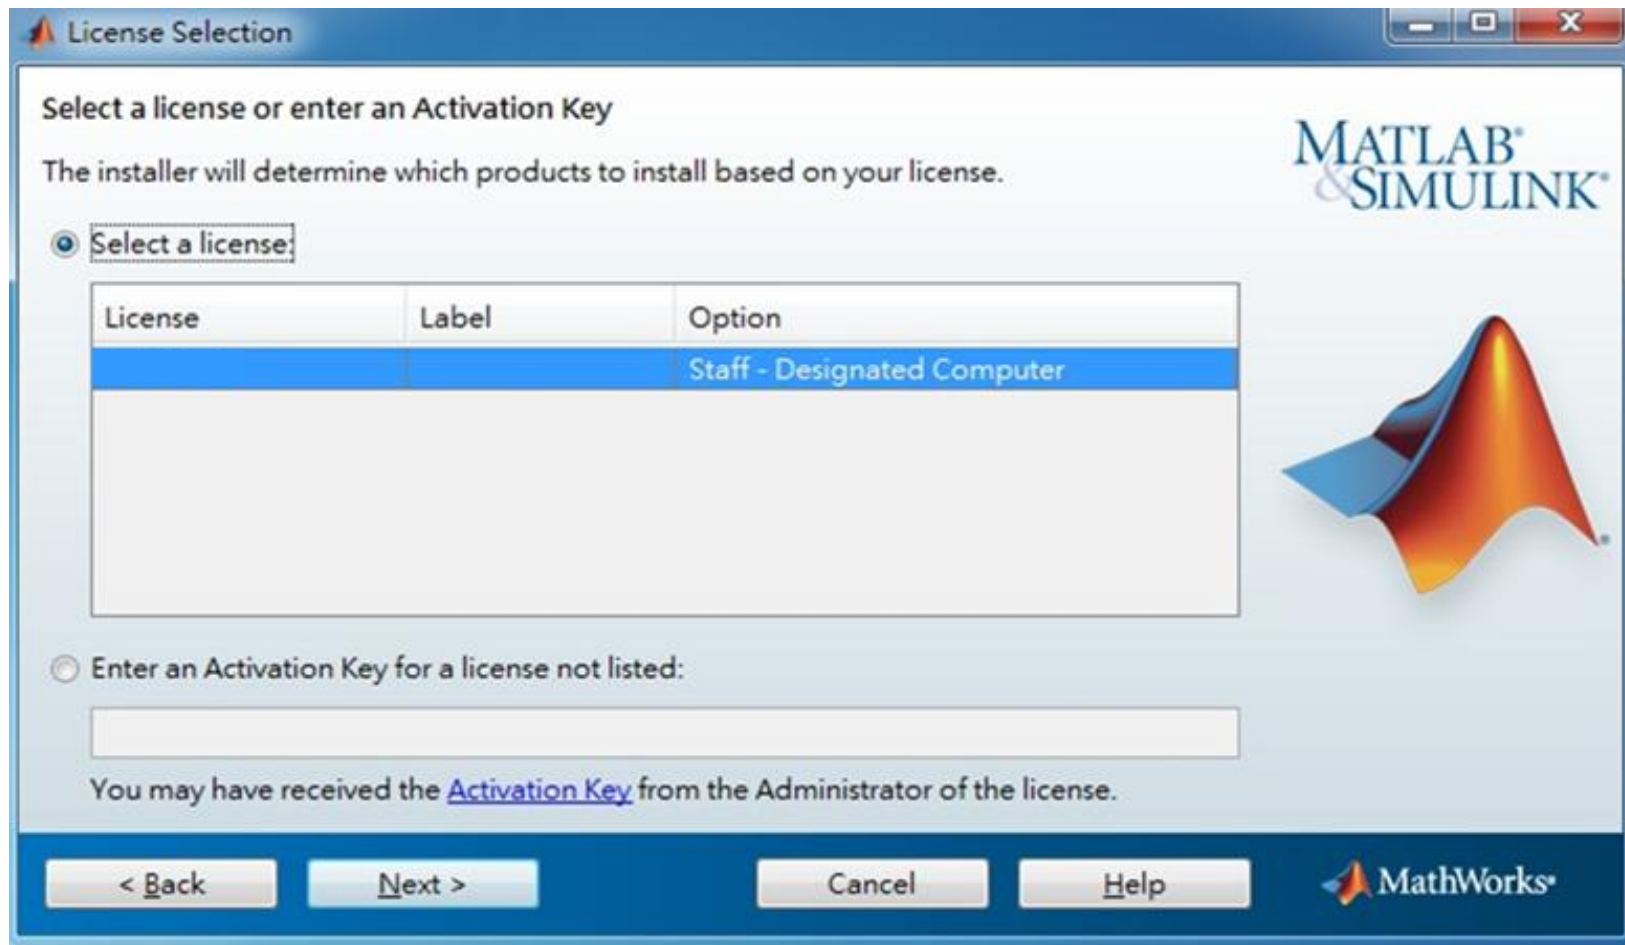 License Selection
Select a license or enter an Activation Key
The installer will determine which products to install based on your license.
MATLAB®
&SIMULINK®
Select a license:
License Label Option
Staff - Designated Computer
Enter an Activation Key for a license not listed:
You may have received the Activation Key from the Administrator of the license.
< Back Next > Cancel Help MathWorks®